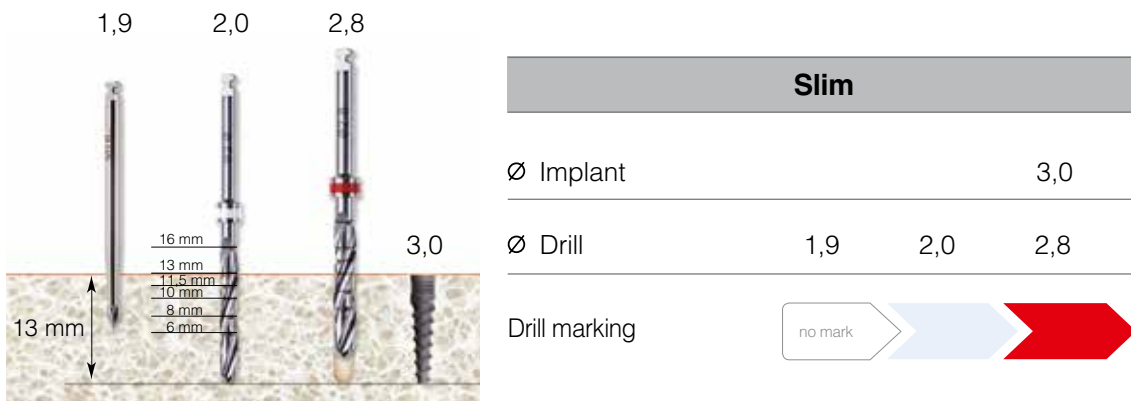 1,9
2,0
2,8
16 mm
13 mm
11,5 mm
10 mm
8 mm
6 mm
13 mm
3,0
Slim
Ø Implant 3,0
Ø Drill 1,9 2,0 2,8
Drill marking no mark